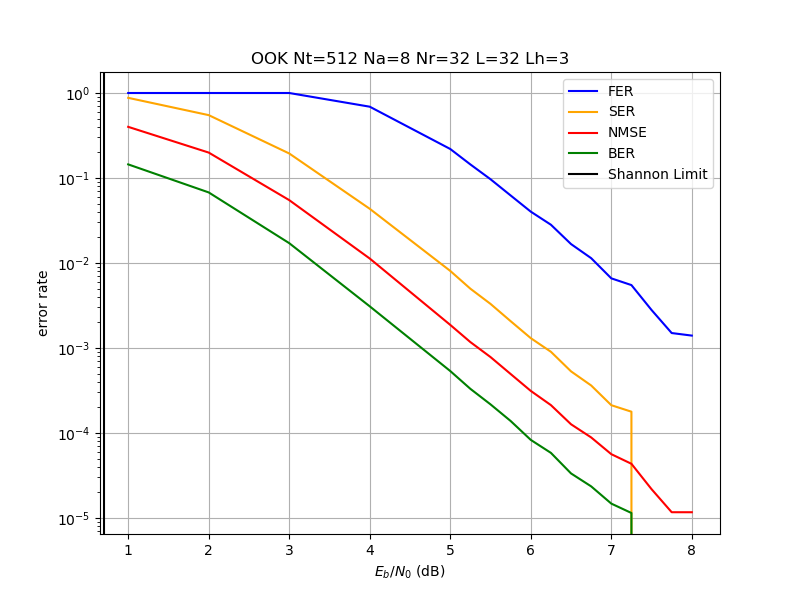 OOK Nt=512 Na=8 Nr=32 L=32 Lh=3
FER
SER
NMSE
BER
Shannon Limit
10⁰
10⁻¹
10⁻²
10⁻³
10⁻⁴
10⁻⁵
error rate
1 2 3 4 5 6 7 8
E_b/N_0 (dB)